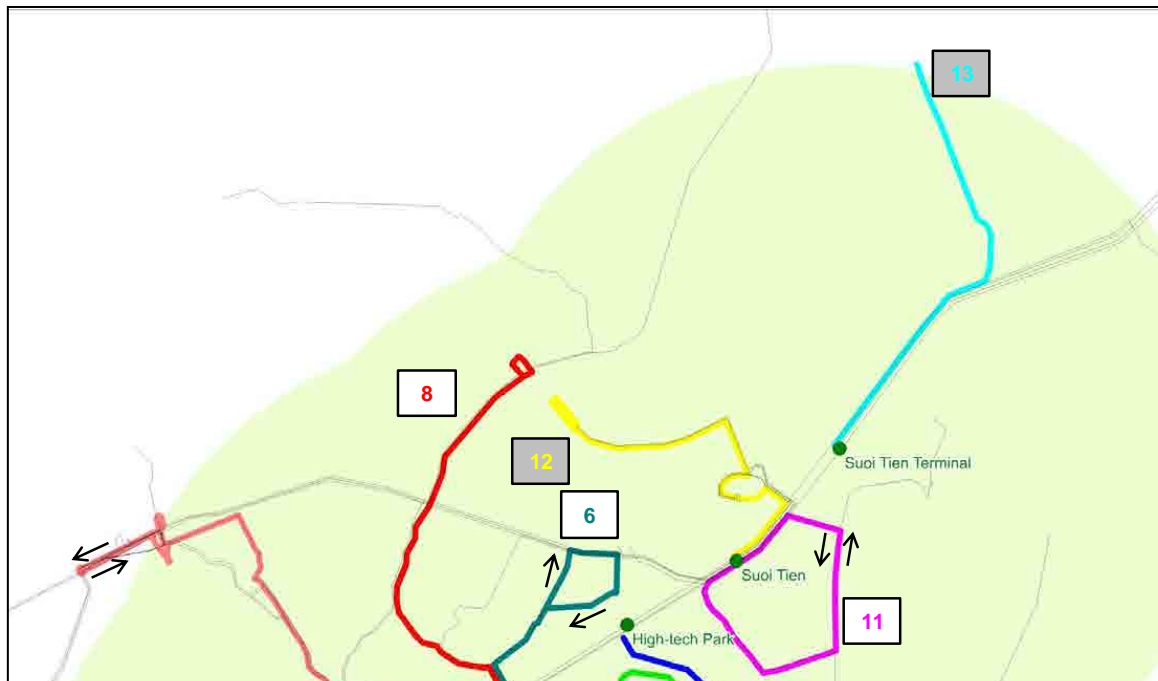 13
8
12
Suoi Tien Terminal
6
Suoi Tien
11
High-tech Park